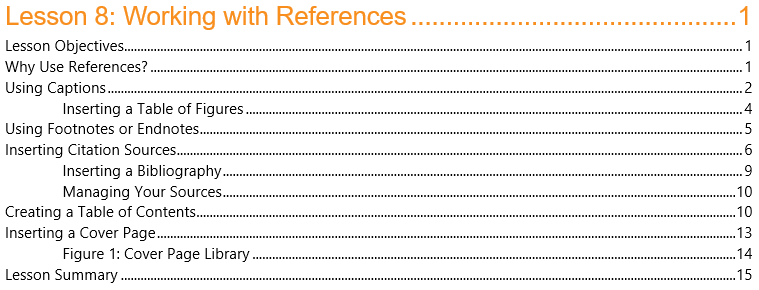 Lesson 8: Working with References 1
Lesson Objectives 1
Why Use References? 1
Using Captions 2
Inserting a Table of Figures 4
Using Footnotes or Endnotes 5
Inserting Citation Sources 6
Inserting a Bibliography 9
Managing Your Sources 10
Creating a Table of Contents 10
Inserting a Cover Page 13
Figure 1: Cover Page Library 14
Lesson Summary 15